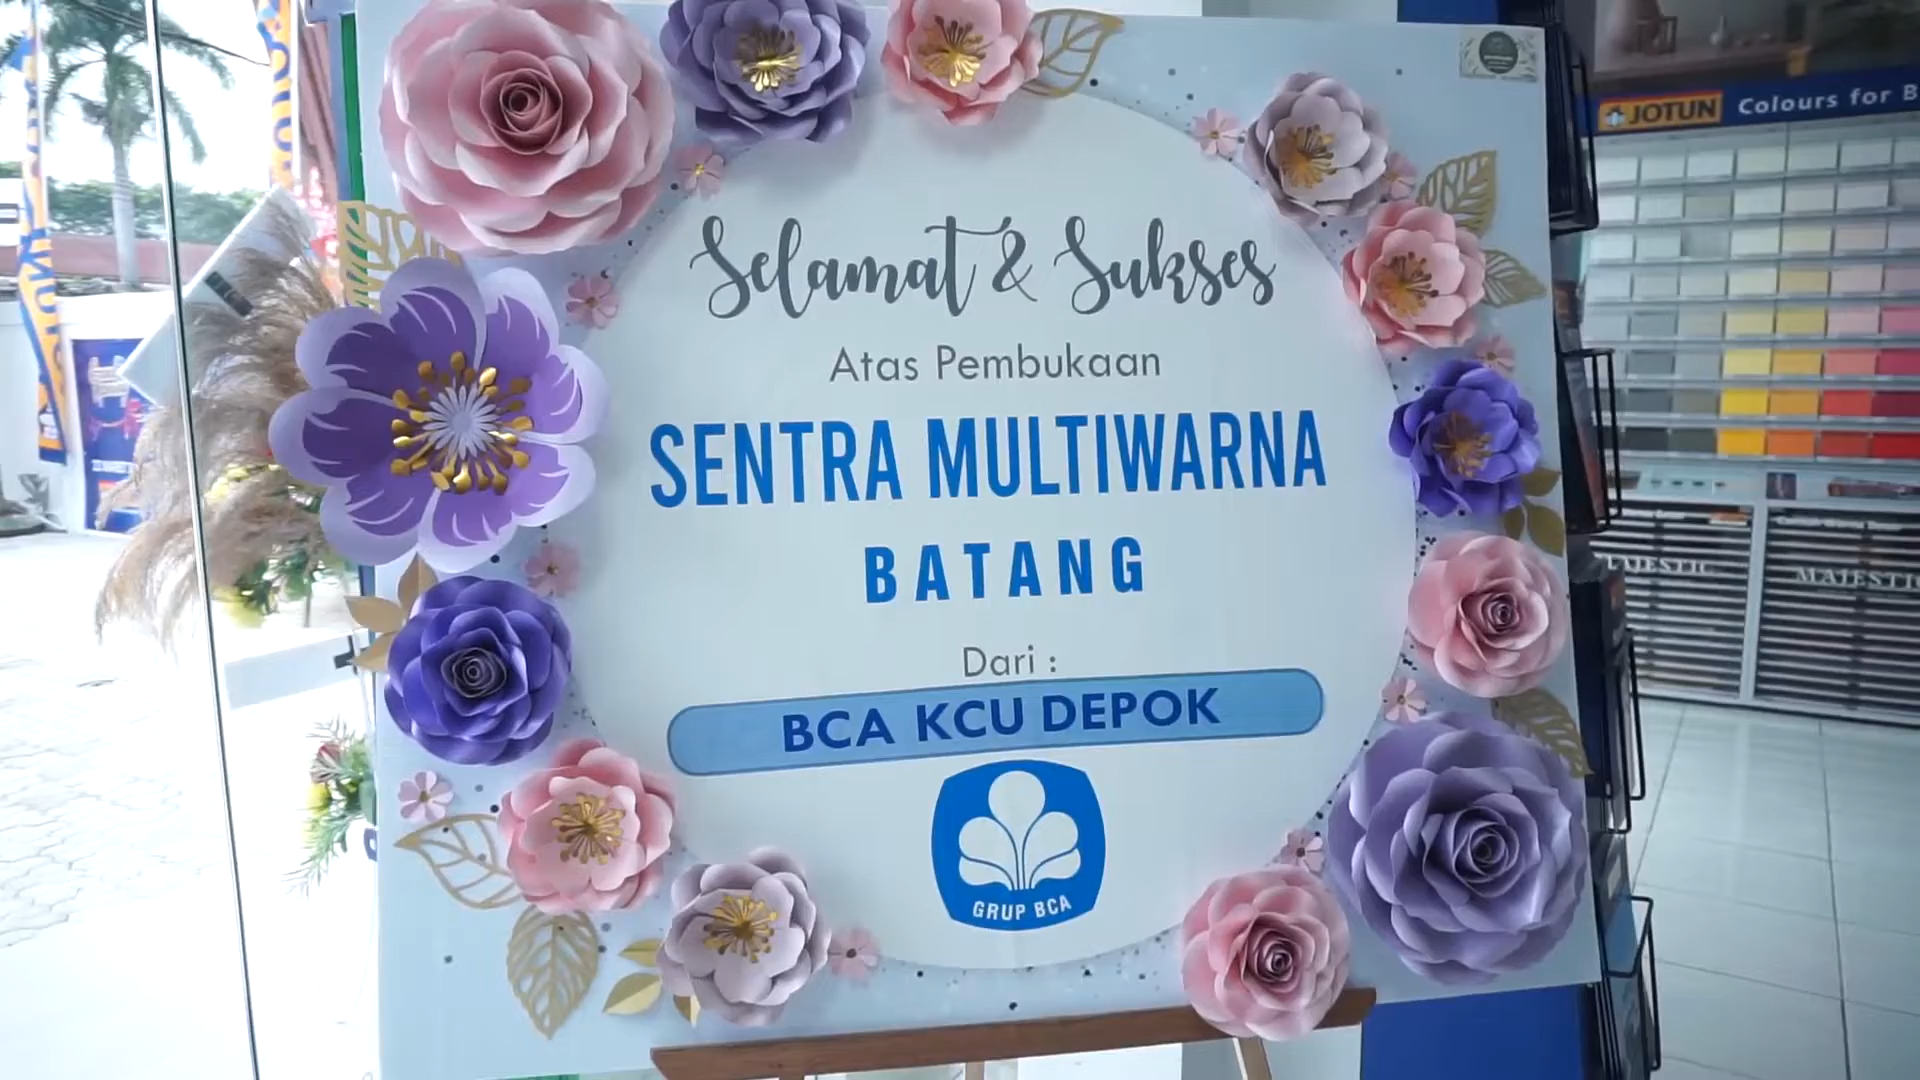 Selamat & Sukses
Atas Pembukaan
SENTRA MULTIWARNA
BATANG
Dari :
BCA KCU DEPOK
GRUP BCA
JOTUN
Colours for B
MAJESTIC
MAJESTIC